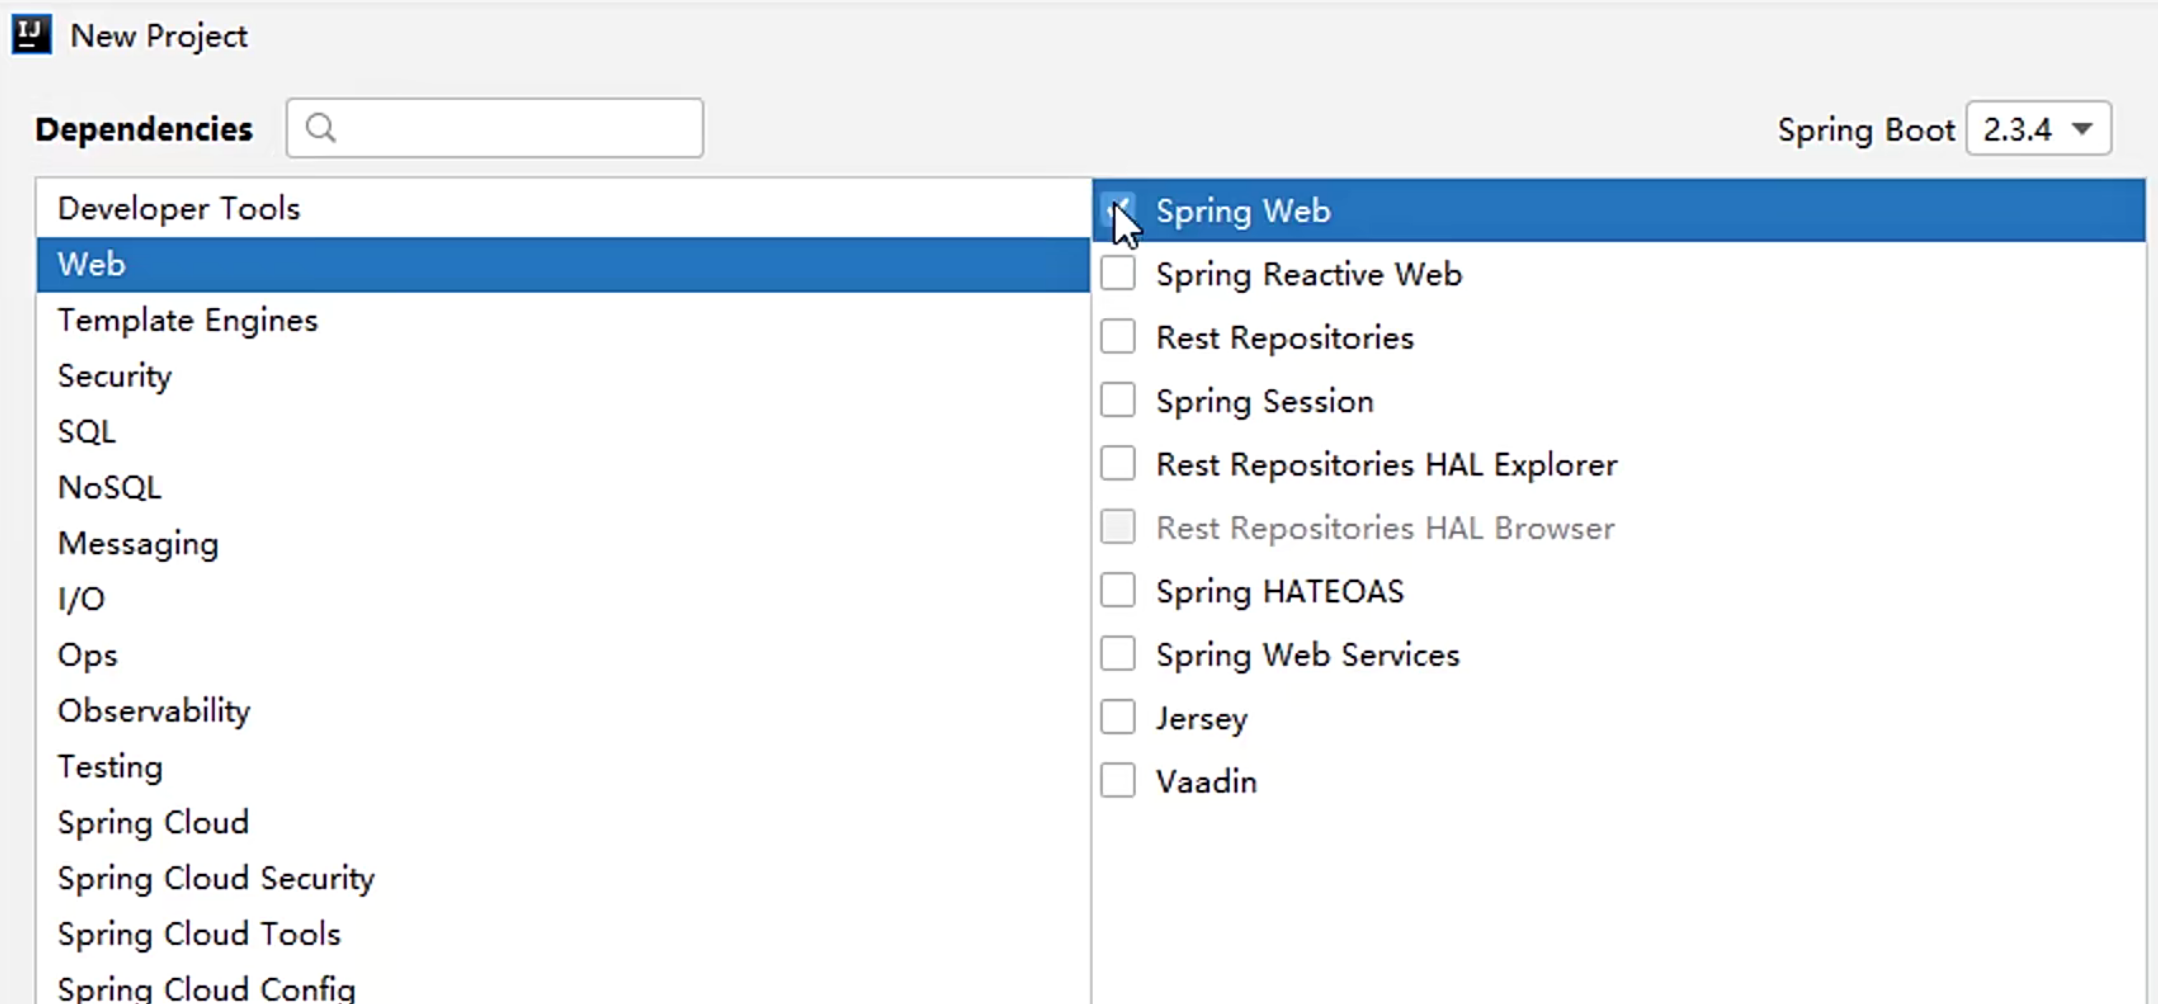 IJ New Project
Dependencies
Spring Boot 2.3.4
Developer Tools
Web
Template Engines
Security
SQL
NoSQL
Messaging
I/O
Ops
Observability
Testing
Spring Cloud
Spring Cloud Security
Spring Cloud Tools
Spring Cloud Config
Spring Web
Spring Reactive Web
Rest Repositories
Spring Session
Rest Repositories HAL Explorer
Rest Repositories HAL Browser
Spring HATEOAS
Spring Web Services
Jersey
Vaadin